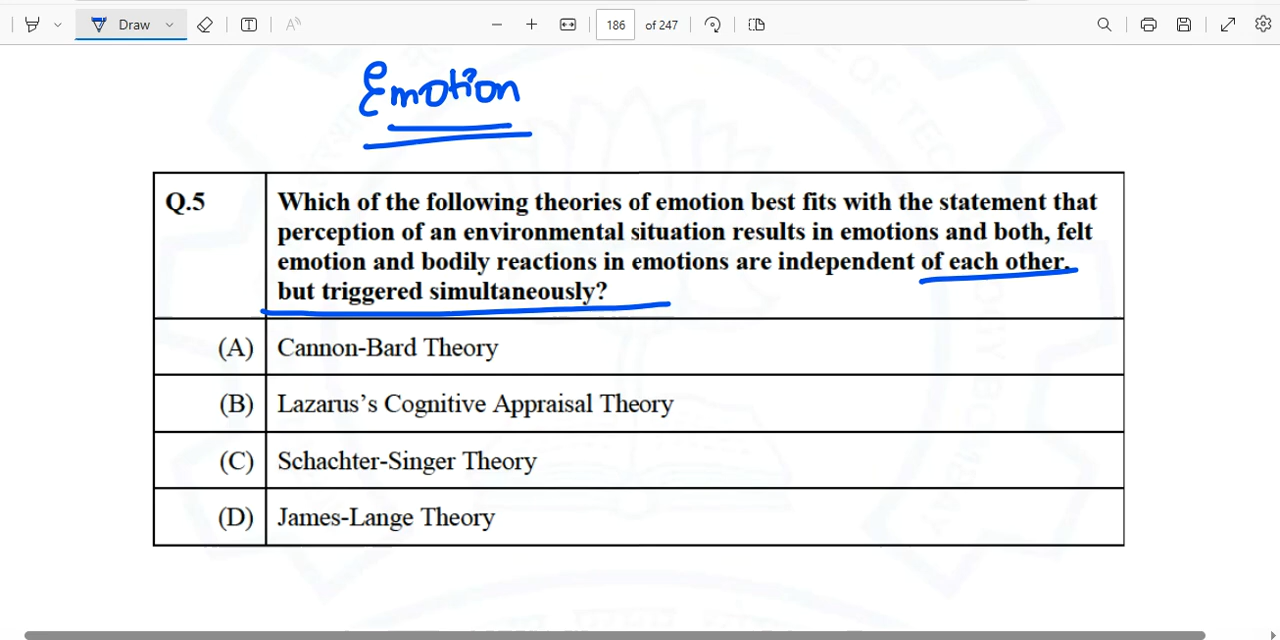 Draw
186 of 247
Emotion
Q.5 Which of the following theories of emotion best fits with the statement that
perception of an environmental situation results in emotions and both, felt
emotion and bodily reactions in emotions are independent of each other,
but triggered simultaneously?
(A) Cannon-Bard Theory
(B) Lazarus’s Cognitive Appraisal Theory
(C) Schachter-Singer Theory
(D) James-Lange Theory